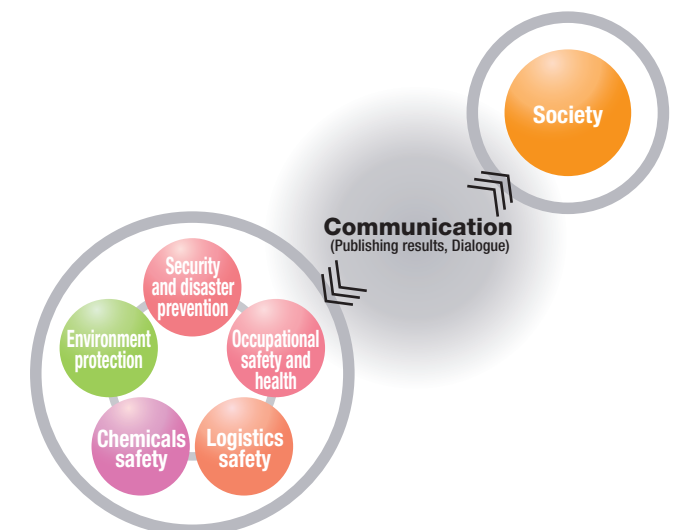 Society
Communication
(Publishing results, Dialogue)
Security
and disaster
prevention
Environment
protection
Occupational
safety and
health
Chemicals
safety
Logistics
safety